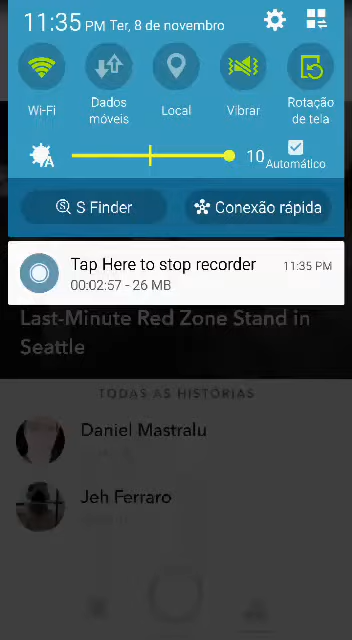 11:35 PM Ter, 8 de novembro
Wi-Fi
Dados móveis
Local
Vibrar
Rotação de tela
A
10
Automático
S Finder
Conexão rápida
Tap Here to stop recorder
11:35 PM
00:02:57 - 26 MB
Last-Minute Red Zone Stand in
Seattle
TODAS AS HISTÓRIAS
Daniel Mastralu
Jeh Ferraro